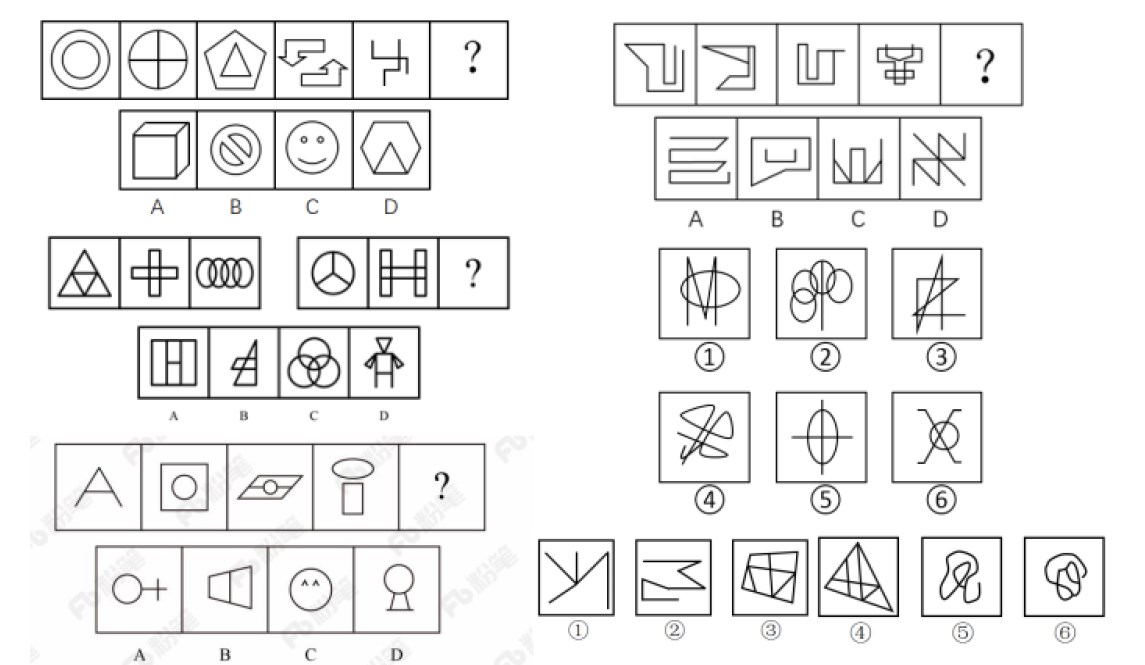 ?
A B C D
?
A B C D
?
A B C D
?
A B C D
① ② ③
④ ⑤ ⑥
① ② ③ ④ ⑤ ⑥
粉笔